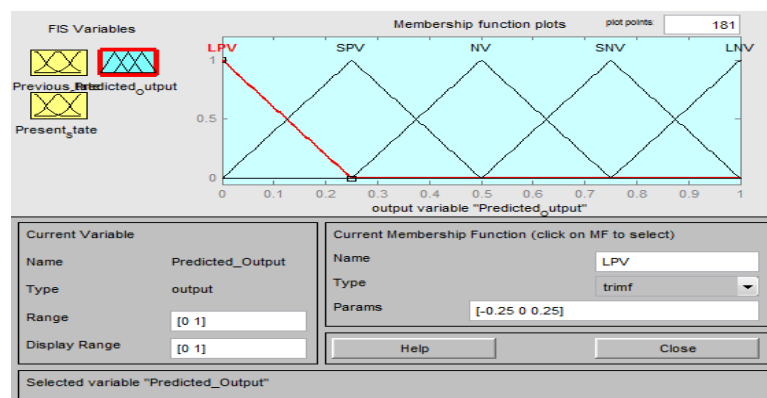 FIS Variables
Membership function plots
plot points:
181
LPV
SPV
NV
SNV
LNV
1
0.5
0
0
0.1
0.2
0.3
0.4
0.5
0.6
0.7
0.8
0.9
1
output variable "Predicted_output"
Predicted_output
Present_state
Current Variable
Name
Predicted_Output
Type
output
Range
[0 1]
Display Range
[0 1]
Current Membership Function (click on MF to select)
Name
LPV
Type
trimf
Params
[-0.25 0 0.25]
Help
Close
Selected variable "Predicted_Output"